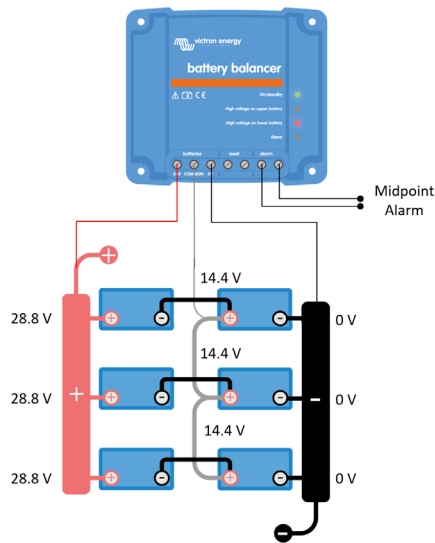 victron energy
battery balancer
On/standby
High voltage on upper battery
High voltage on lower battery
Alarm
batteries reset alarm
COMMON
Midpoint
Alarm
14.4 V
28.8 V 0 V
14.4 V
28.8 V 0 V
14.4 V
28.8 V 0 V